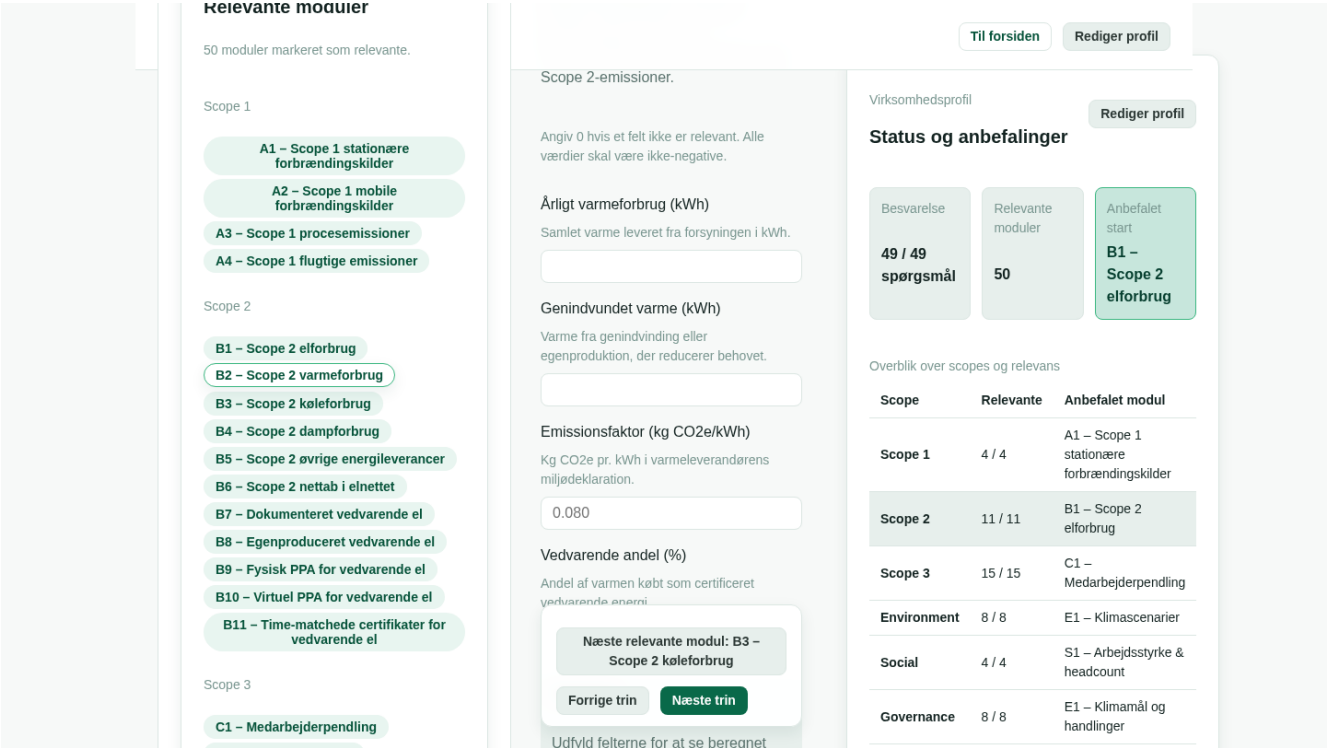 Relevante moduler
50 moduler markeret som relevante.
Scope 1
A1 – Scope 1 stationære
forbrændingskilder
A2 – Scope 1 mobile
forbrændingskilder
A3 – Scope 1 procesemissioner
A4 – Scope 1 flugtige emissioner
Scope 2
B1 – Scope 2 elforbrug
B2 – Scope 2 varmeforbrug
B3 – Scope 2 køleforbrug
B4 – Scope 2 dampforbrug
B5 – Scope 2 øvrige energileverancer
B6 – Scope 2 nettab i elnettet
B7 – Dokumenteret vedvarende el
B8 – Egenproduceret vedvarende el
B9 – Fysisk PPA for vedvarende el
B10 – Virtuel PPA for vedvarende el
B11 – Time-matchede certifikater for
vedvarende el
Scope 3
C1 – Medarbejderpendling
Til forsiden
Rediger profil
Scope 2-emissioner.
Angiv 0 hvis et felt ikke er relevant. Alle
værdier skal være ikke-negative.
Årligt varmeforbrug (kWh)
Samlet varme leveret fra forsyningen i kWh.
Genindvundet varme (kWh)
Varme fra genindvinding eller
egenproduktion, der reducerer behovet.
Emissionsfaktor (kg CO2e/kWh)
Kg CO2e pr. kWh i varmeleverandørens
miljødeklaration.
0.080
Vedvarende andel (%)
Andel af varmen købt som certificeret
vedvarende energi.
Næste relevante modul: B3 –
Scope 2 køleforbrug
Forrige trin
Næste trin
Udfyld felterne for at se beregnet
Virksomhedsprofil
Rediger profil
Status og anbefalinger
Besvarelse
49 / 49
spørgsmål
Relevante
moduler
50
Anbefalet
start
B1 –
Scope 2
elforbrug
Overblik over scopes og relevans
Scope Relevante Anbefalet modul
Scope 1 4 / 4 A1 – Scope 1
stationære
forbrændingskilder
Scope 2 11 / 11 B1 – Scope 2
elforbrug
Scope 3 15 / 15 C1 –
Medarbejderpendling
Environment 8 / 8 E1 – Klimascenarier
Social 4 / 4 S1 – Arbejdsstyrke &
headcount
Governance 8 / 8 E1 – Klimamål og
handlinger